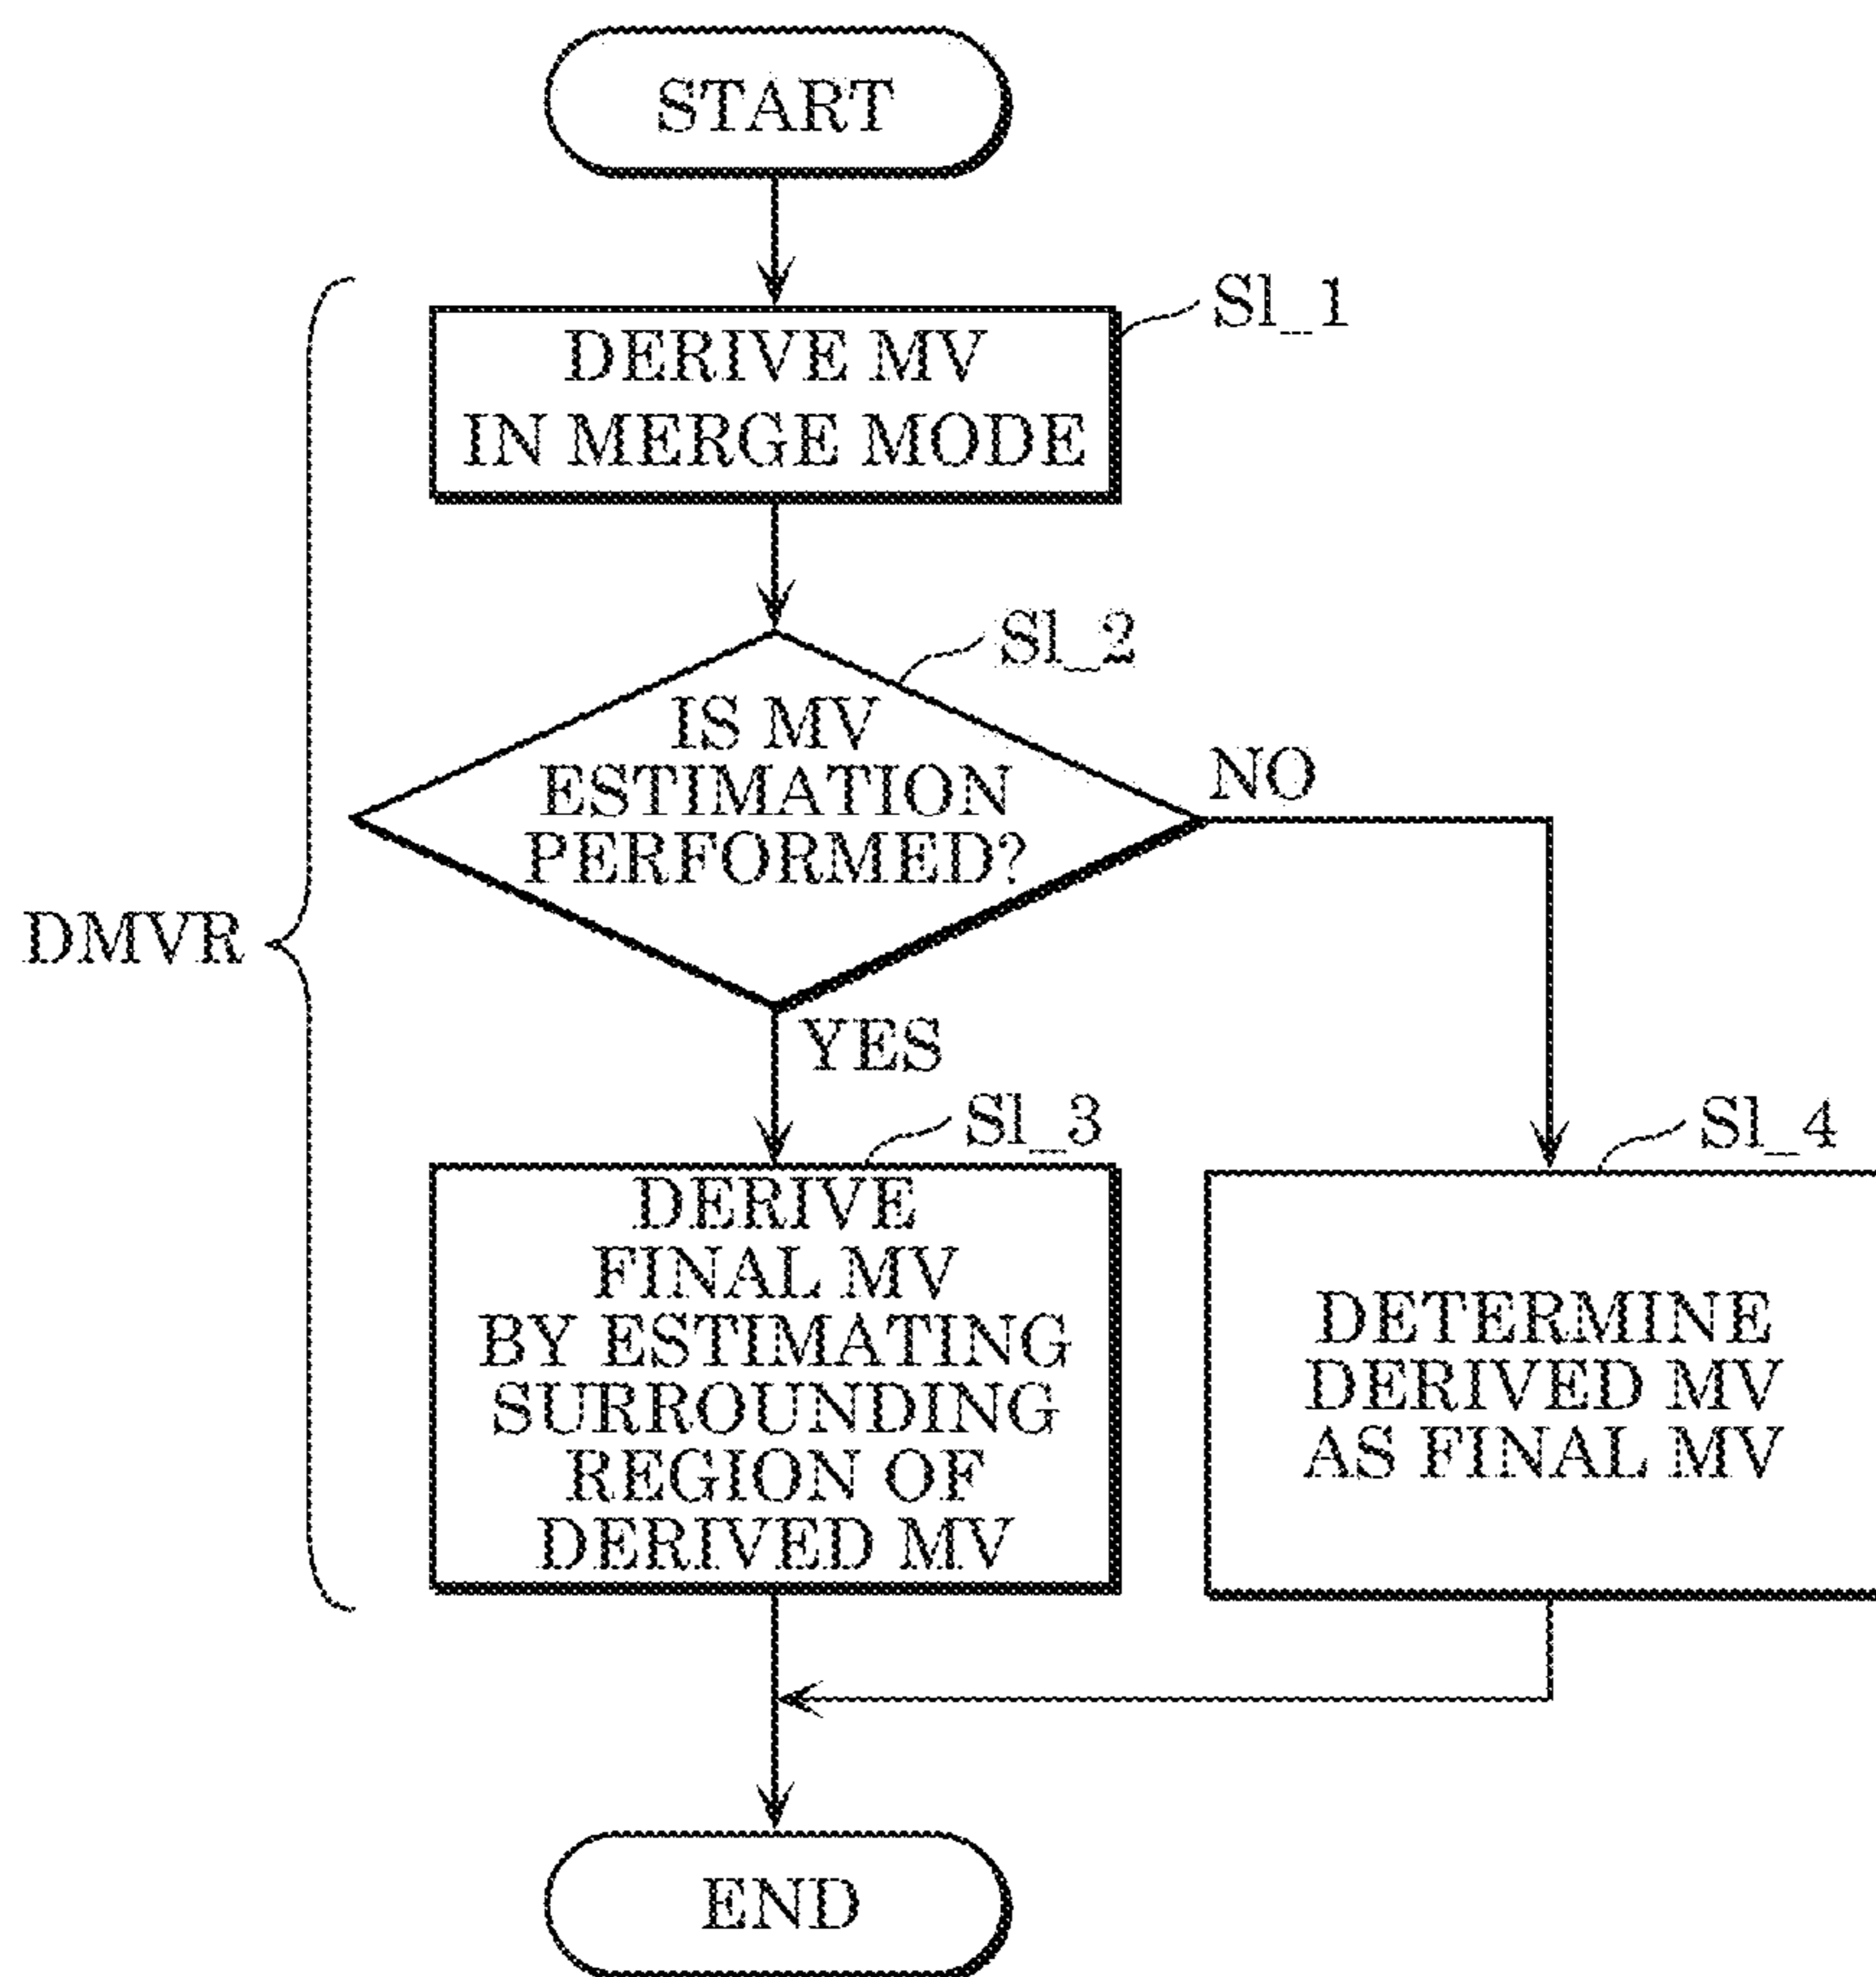 START
Sl_1
DERIVE MV
IN MERGE MODE
Sl_2
IS MV
ESTIMATION
PERFORMED?
NO
DMVR
YES
Sl_3
Sl_4
DERIVE
FINAL MV
BY ESTIMATING
SURROUNDING
REGION OF
DERIVED MV
DETERMINE
DERIVED MV
AS FINAL MV
END